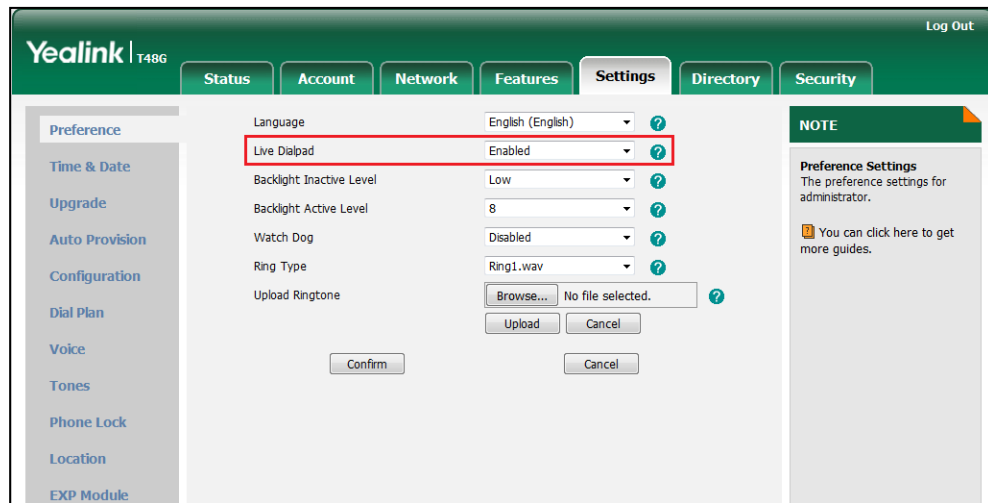 Log Out
Yealink T48G
Status Account Network Features Settings Directory Security
Preference
Time & Date
Upgrade
Auto Provision
Configuration
Dial Plan
Voice
Tones
Phone Lock
Location
EXP Module
Language English (English) ?
Live Dialpad Enabled ?
Backlight Inactive Level Low ?
Backlight Active Level 8 ?
Watch Dog Disabled ?
Ring Type Ring1.wav ?
Upload Ringtone Browse... No file selected. ?
Upload Cancel
Confirm Cancel
NOTE
Preference Settings
The preference settings for
administrator.
? You can click here to get
more guides.